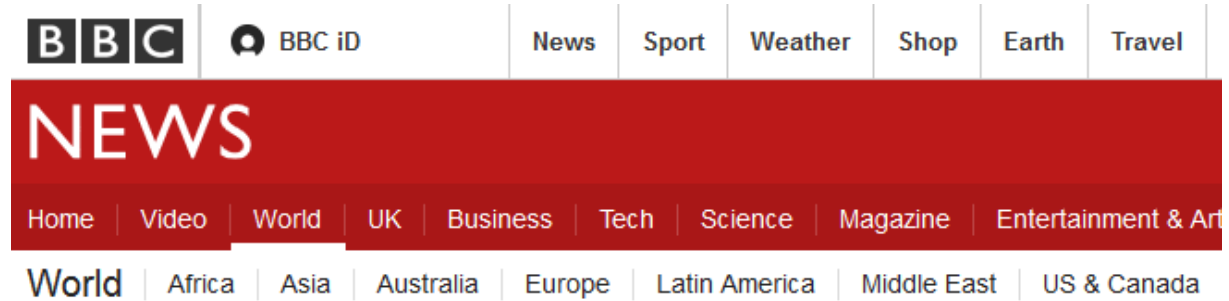 BBC BBC iD News Sport Weather Shop Earth Travel
NEWS
Home Video World UK Business Tech Science Magazine Entertainment & Art
World Africa Asia Australia Europe Latin America Middle East US & Canada